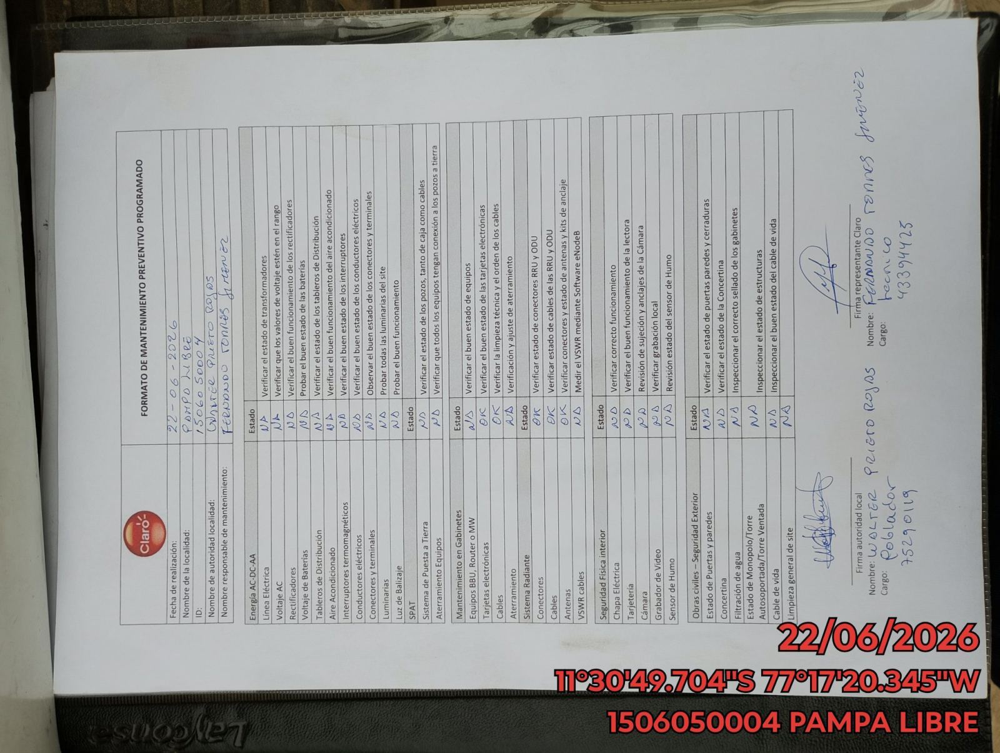 Claro
FORMATO DE MANTENIMIENTO PREVENTIVO PROGRAMADO
Fecha de realización: 22-06-2026
Nombre de la localidad: PAMPA LIBRE
ID: 1506050004
Nombre de autoridad localidad: WALTER PRIETO ROJAS
Nombre responsable de mantenimiento: FERNANDO TORRES JIMENEZ
Energía AC-DC-AA Estado
Línea Eléctrica NA Verificar el estado de transformadores
Voltaje AC NA Verificar que los valores de voltaje estén en el rango
Rectificadores NA Verificar el buen funcionamiento de los rectificadores
Voltaje de Baterías NA Probar el buen estado de las baterías
Tableros de Distribución NA Verificar el estado de los tableros de Distribución
Aire Acondicionado NA Verificar el buen funcionamiento del aire acondicionado
Interruptores termomagnéticos NA Verificar el buen estado de los interruptores
Conductores eléctricos NA Verificar el buen estado de los conductores eléctricos
Conectores y terminales NA Observar el buen estado de los conectores y terminales
Luminarias NA Probar todas las luminarias del site
Luz de Balizaje NA Probar el buen funcionamiento
SPAT Estado
Sistema de Puesta a Tierra NA Verificar el estado de los pozos, tanto de caja como cables
Aterramiento Equipos NA Verificar que todos los equipos tengan conexión a los pozos a tierra
Mantenimiento en Gabinetes Estado
Equipos BBU, Router o MW NA Verificar el buen estado de equipos
Tarjetas electrónicas OK Verificar el buen estado de las tarjetas electrónicas
Cables OK Verificar la limpieza técnica y el orden de los cables
Aterramiento NA Verificación y ajuste de aterramiento
Sistema Radiante Estado
Conectores OK Verificar estado de conectores RRU y ODU
Cables OK Verificar estado de cables de las RRU y ODU
Antenas OK Verificar conectores y estado de antenas y kits de anclaje
VSWR cables NA Medir el VSWR mediante Software eNodeB
Seguridad Física interior Estado
Chapa Eléctrica NA Verificar correcto funcionamiento
Tarjetería NA Verificar el buen funcionamiento de la lectora
Cámara NA Revisión de sujeción y anclajes de la Cámara
Grabador de Video NA Verificar grabación local
Sensor de Humo NA Revisión estado del sensor de Humo
Obras civiles – Seguridad Exterior Estado
Estado de Puertas y paredes NA Verificar el estado de puertas paredes y cerraduras
Concertina NA Verificar el estado de la Concertina
Filtración de agua NA Inspeccionar el correcto sellado de los gabinetes
Estado de Monopolo/Torre
Autosoportada/Torre Ventada NA Inspeccionar el estado de estructuras
Cable de vida NA Inspeccionar el buen estado del cable de vida
Limpieza general de site NA
Firma autoridad local
Nombre: WALTER PRIETO ROJAS
Cargo: Poblador
75290119
Firma representante Claro
Nombre: FERNANDO TORRES JIMENEZ
Cargo: tecnico
43394425
22/06/2026
11°30'49.704"S 77°17'20.345"W
1506050004 PAMPA LIBRE
Layconsa